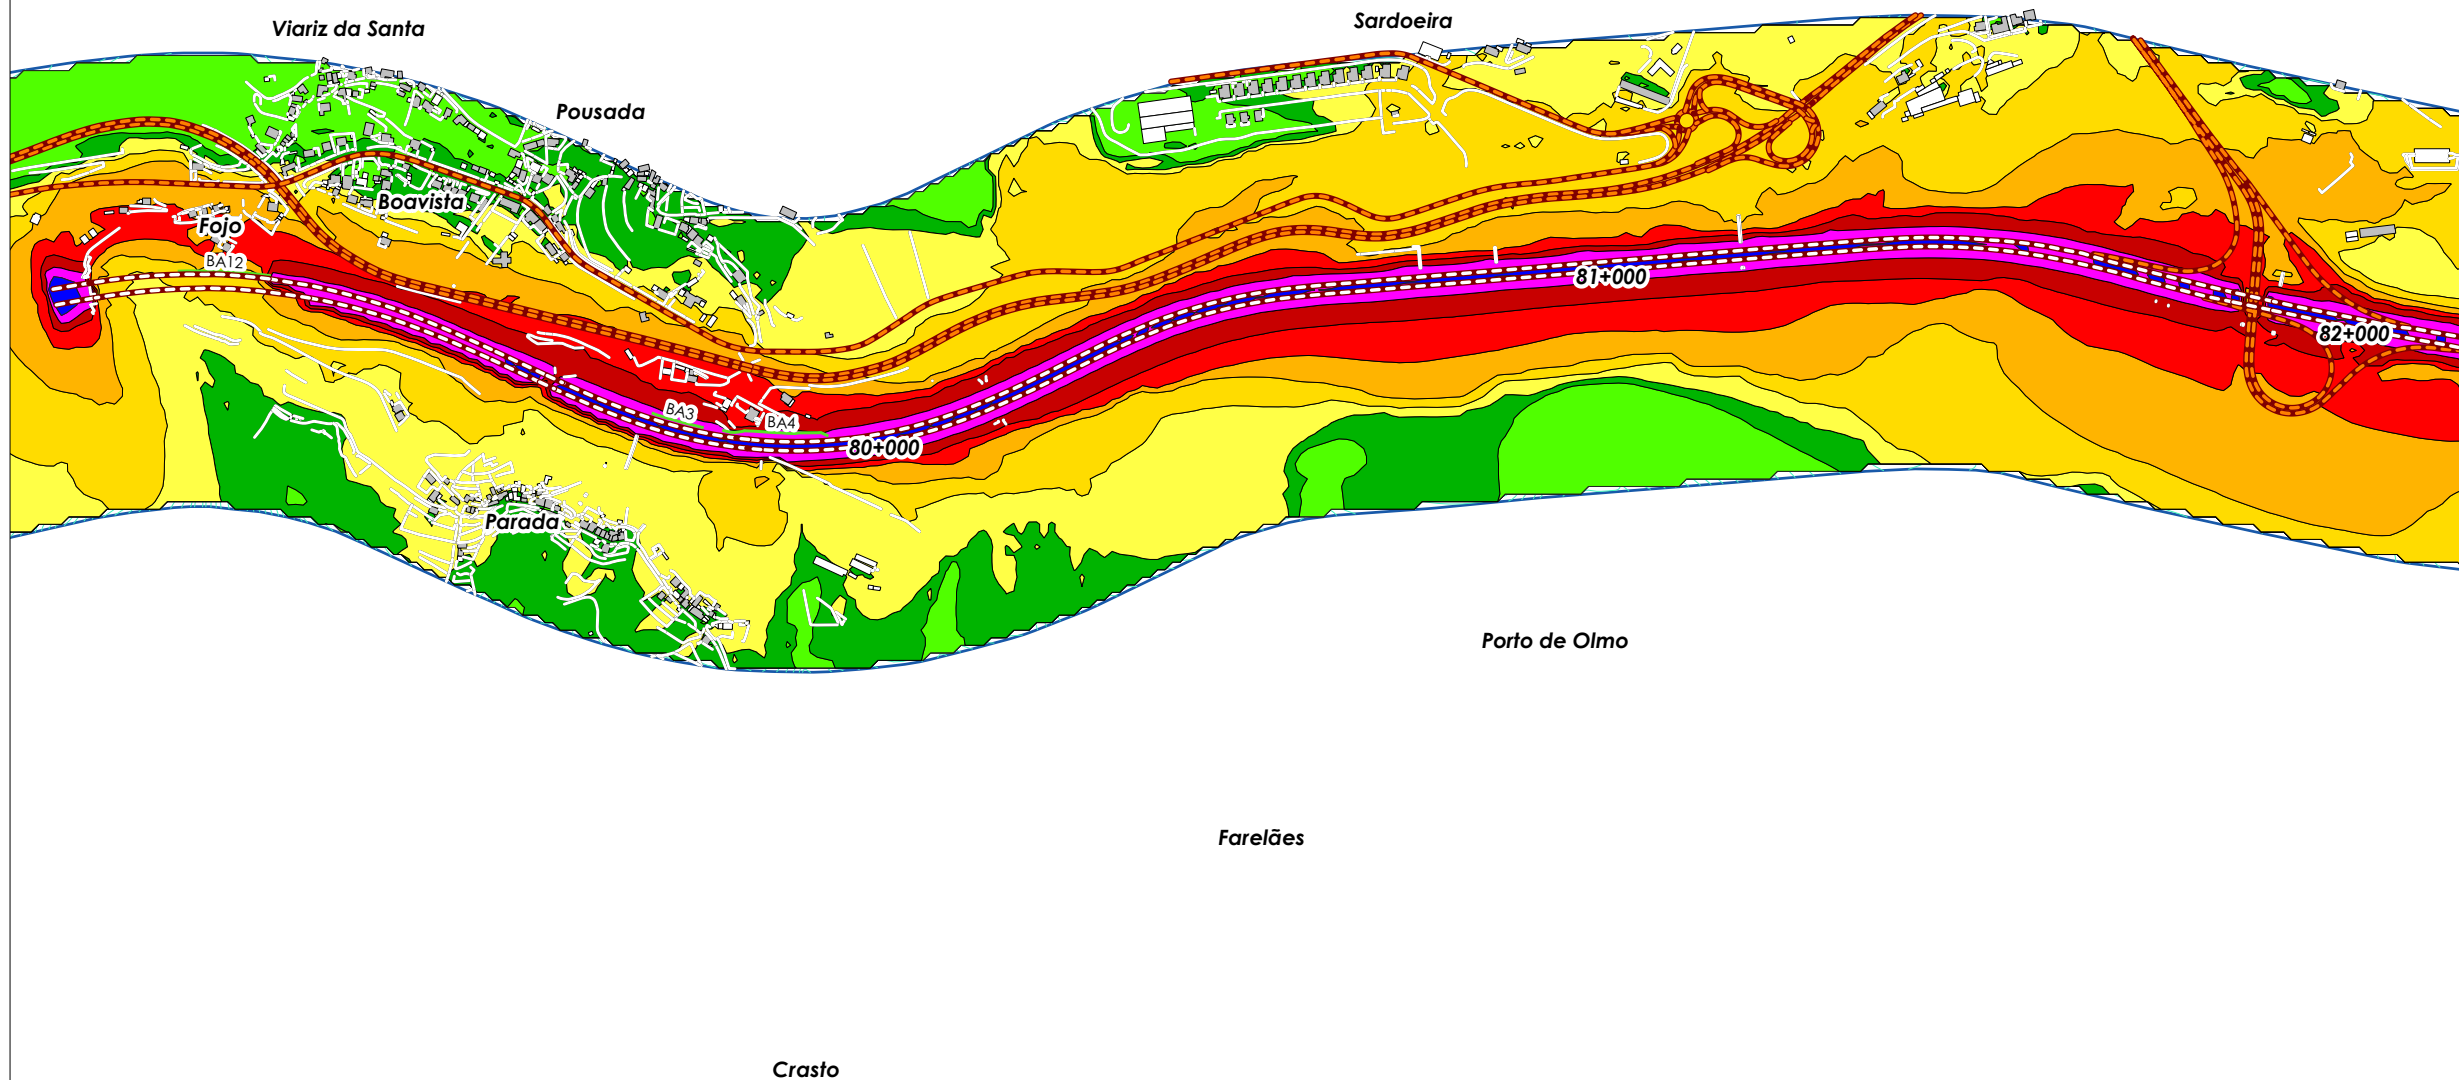 Sardoeira
Viariz da Santa
Pousada
Boavista
Fojo
BA12
81+000
82+000
BA3
BA4
80+000
Parada
Porto de Olmo
Farelães
Crasto